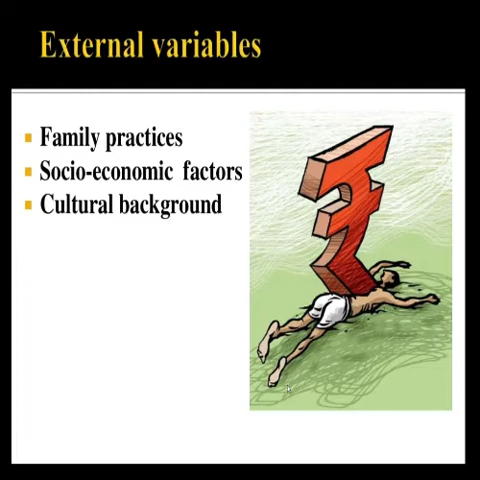 External variables
Family practices
Socio-economic factors
Cultural background